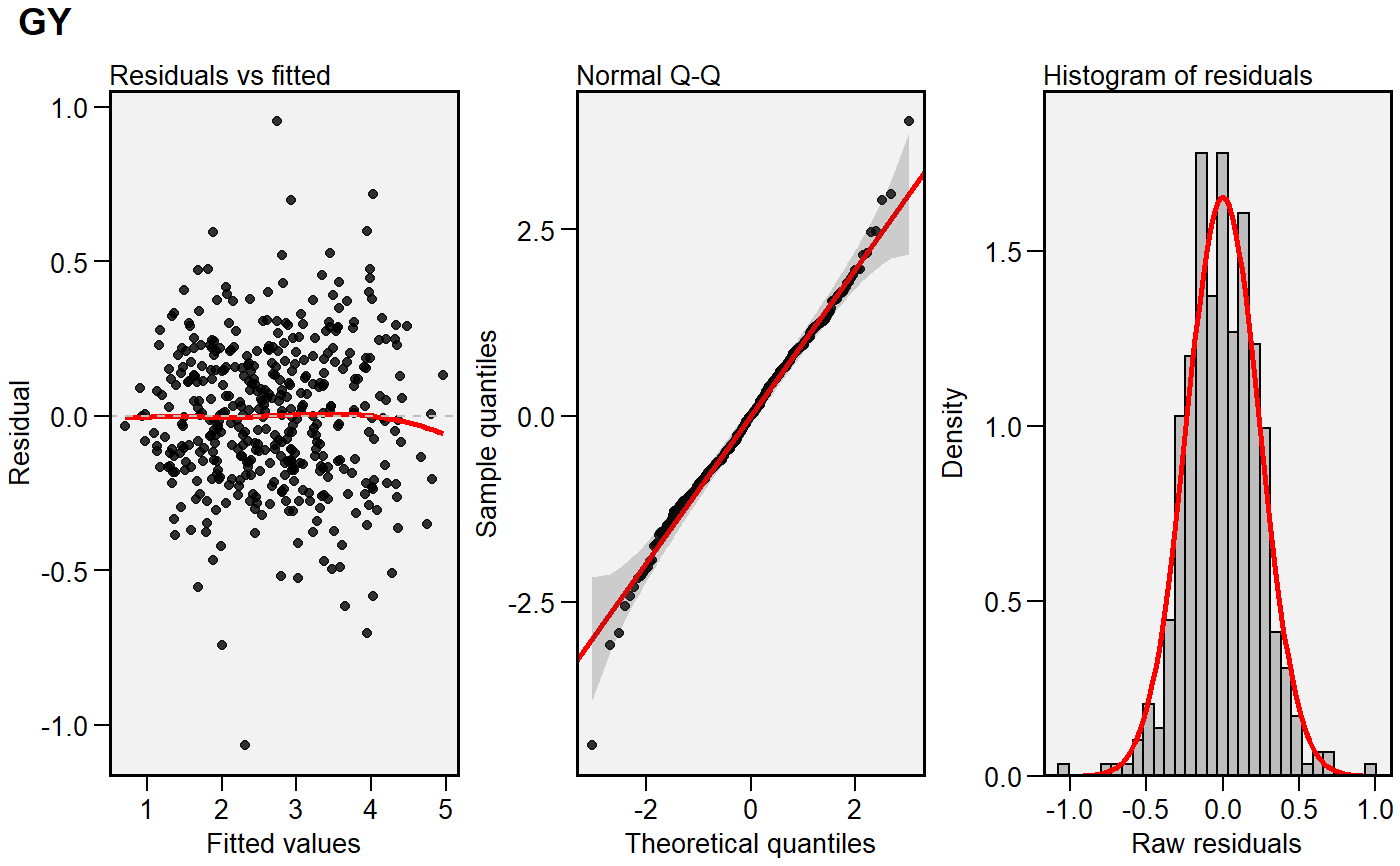 GY
Residuals vs fitted
Residual
1.0
0.5
0.0
-0.5
-1.0
1 2 3 4 5
Fitted values
Normal Q-Q
Sample quantiles
2.5
0.0
-2.5
-2 0 2
Theoretical quantiles
Histogram of residuals
Density
1.5
1.0
0.5
0.0
-1.0 -0.5 0.0 0.5 1.0
Raw residuals